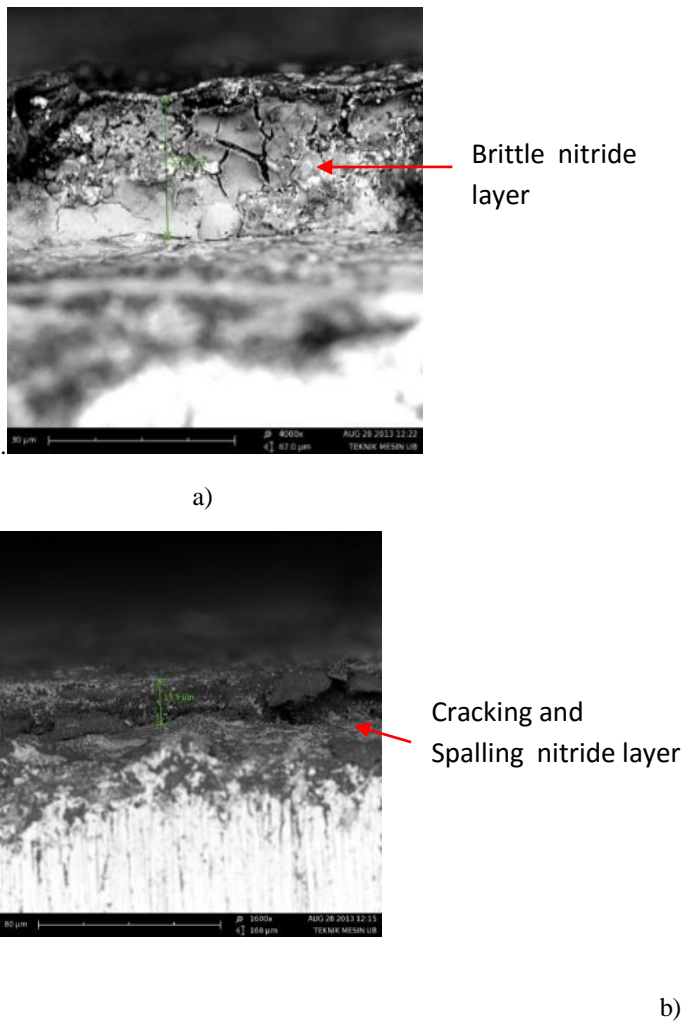 Brittle nitride
layer
30 µm
4000x
AUG 28 2013 12:22
67.0 µm
TEKNIK MESIN UB
.
a)
Cracking and
Spalling nitride layer
80 µm
1600x
AUG 28 2013 12:15
168 µm
TEKNIK MESIN UB
b)